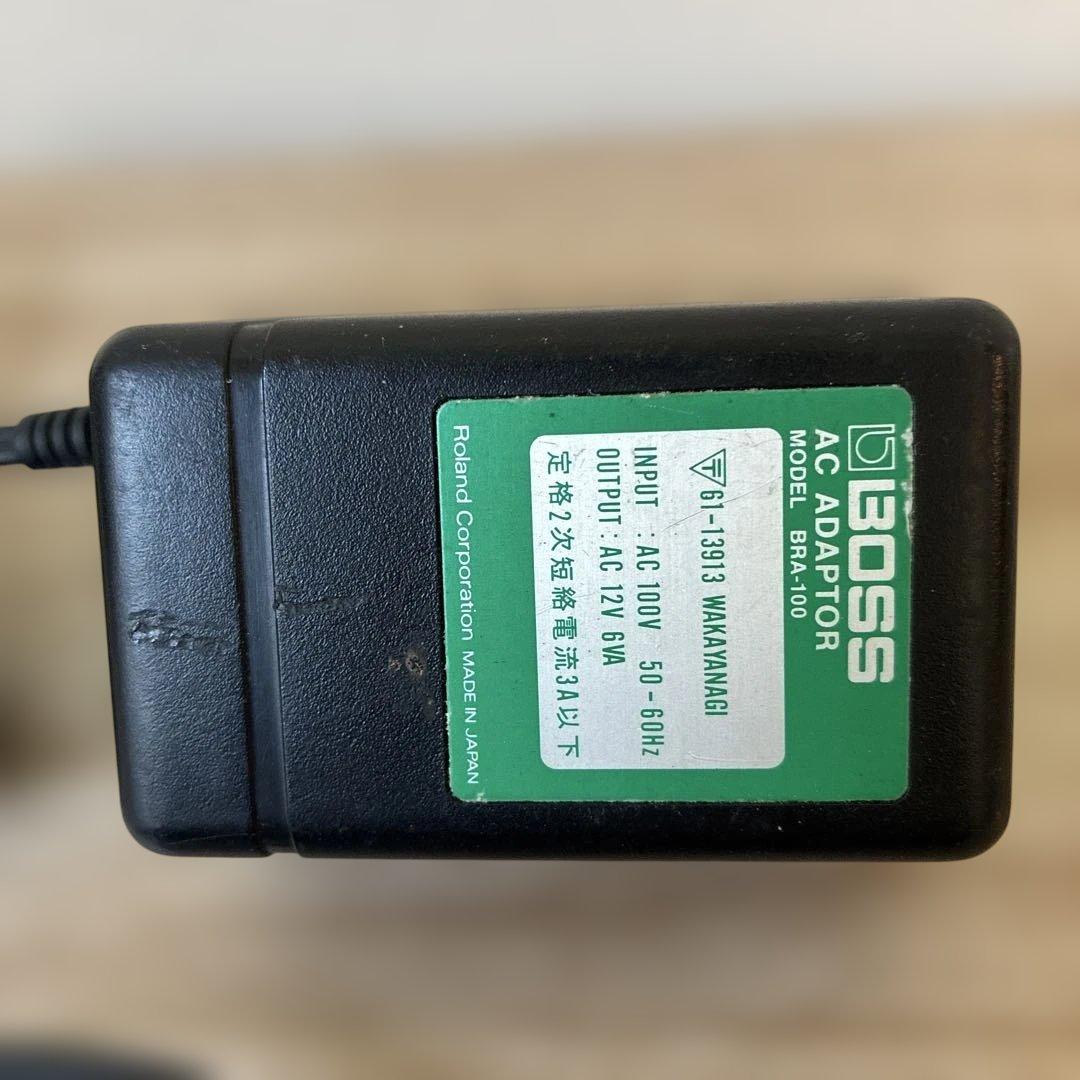 BOSS
AC ADAPTOR
MODEL BRA-100
61-13913 WAKAYANAGI
INPUT : AC 100V 50-60Hz
OUTPUT : AC 12V 6VA
定格2次短絡電流3A以下
Roland Corporation MADE IN JAPAN